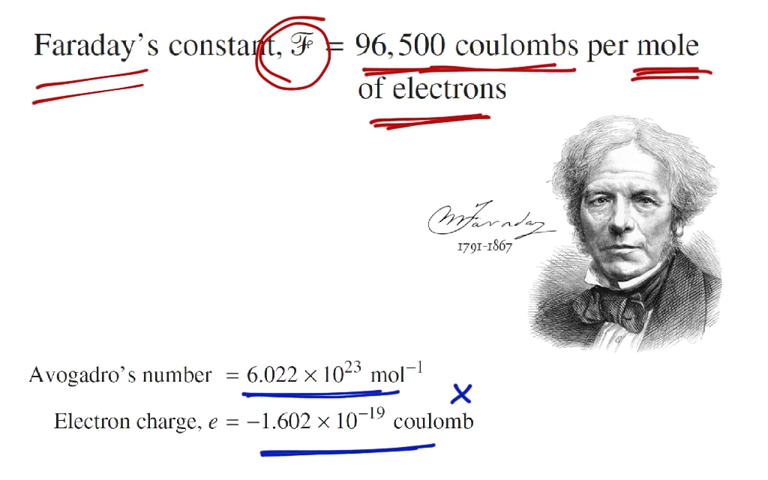 Faraday's constant, ℱ = 96,500 coulombs per mole
of electrons
M Faraday
1791-1867
Avogadro's number = 6.022 × 10²³ mol⁻¹
×
Electron charge, e = −1.602 × 10⁻¹⁹ coulomb